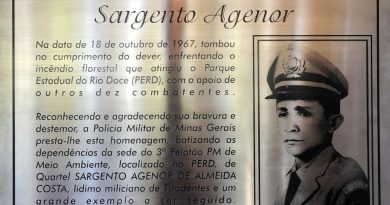 Sargento Agenor
Na data de 18 de outubro de 1967, tombou
no cumprimento do dever, enfrentando o
incêndio florestal que atingiu o Parque
Estadual do Rio Doce (PERD), com o apoio de
outros dez combatentes.
Reconhecendo e agradecendo sua bravura e
destemor, a Polícia Militar de Minas Gerais
presta-lhe esta homenagem, batizando as
dependências da sede do 3º Pelotão PM de
Meio Ambiente, localizado no PERD, de
Quartel SARGENTO AGENOR DE ALMEIDA
COSTA, lídimo miliciano de Tiradentes e um
grande exemplo a ser seguido.